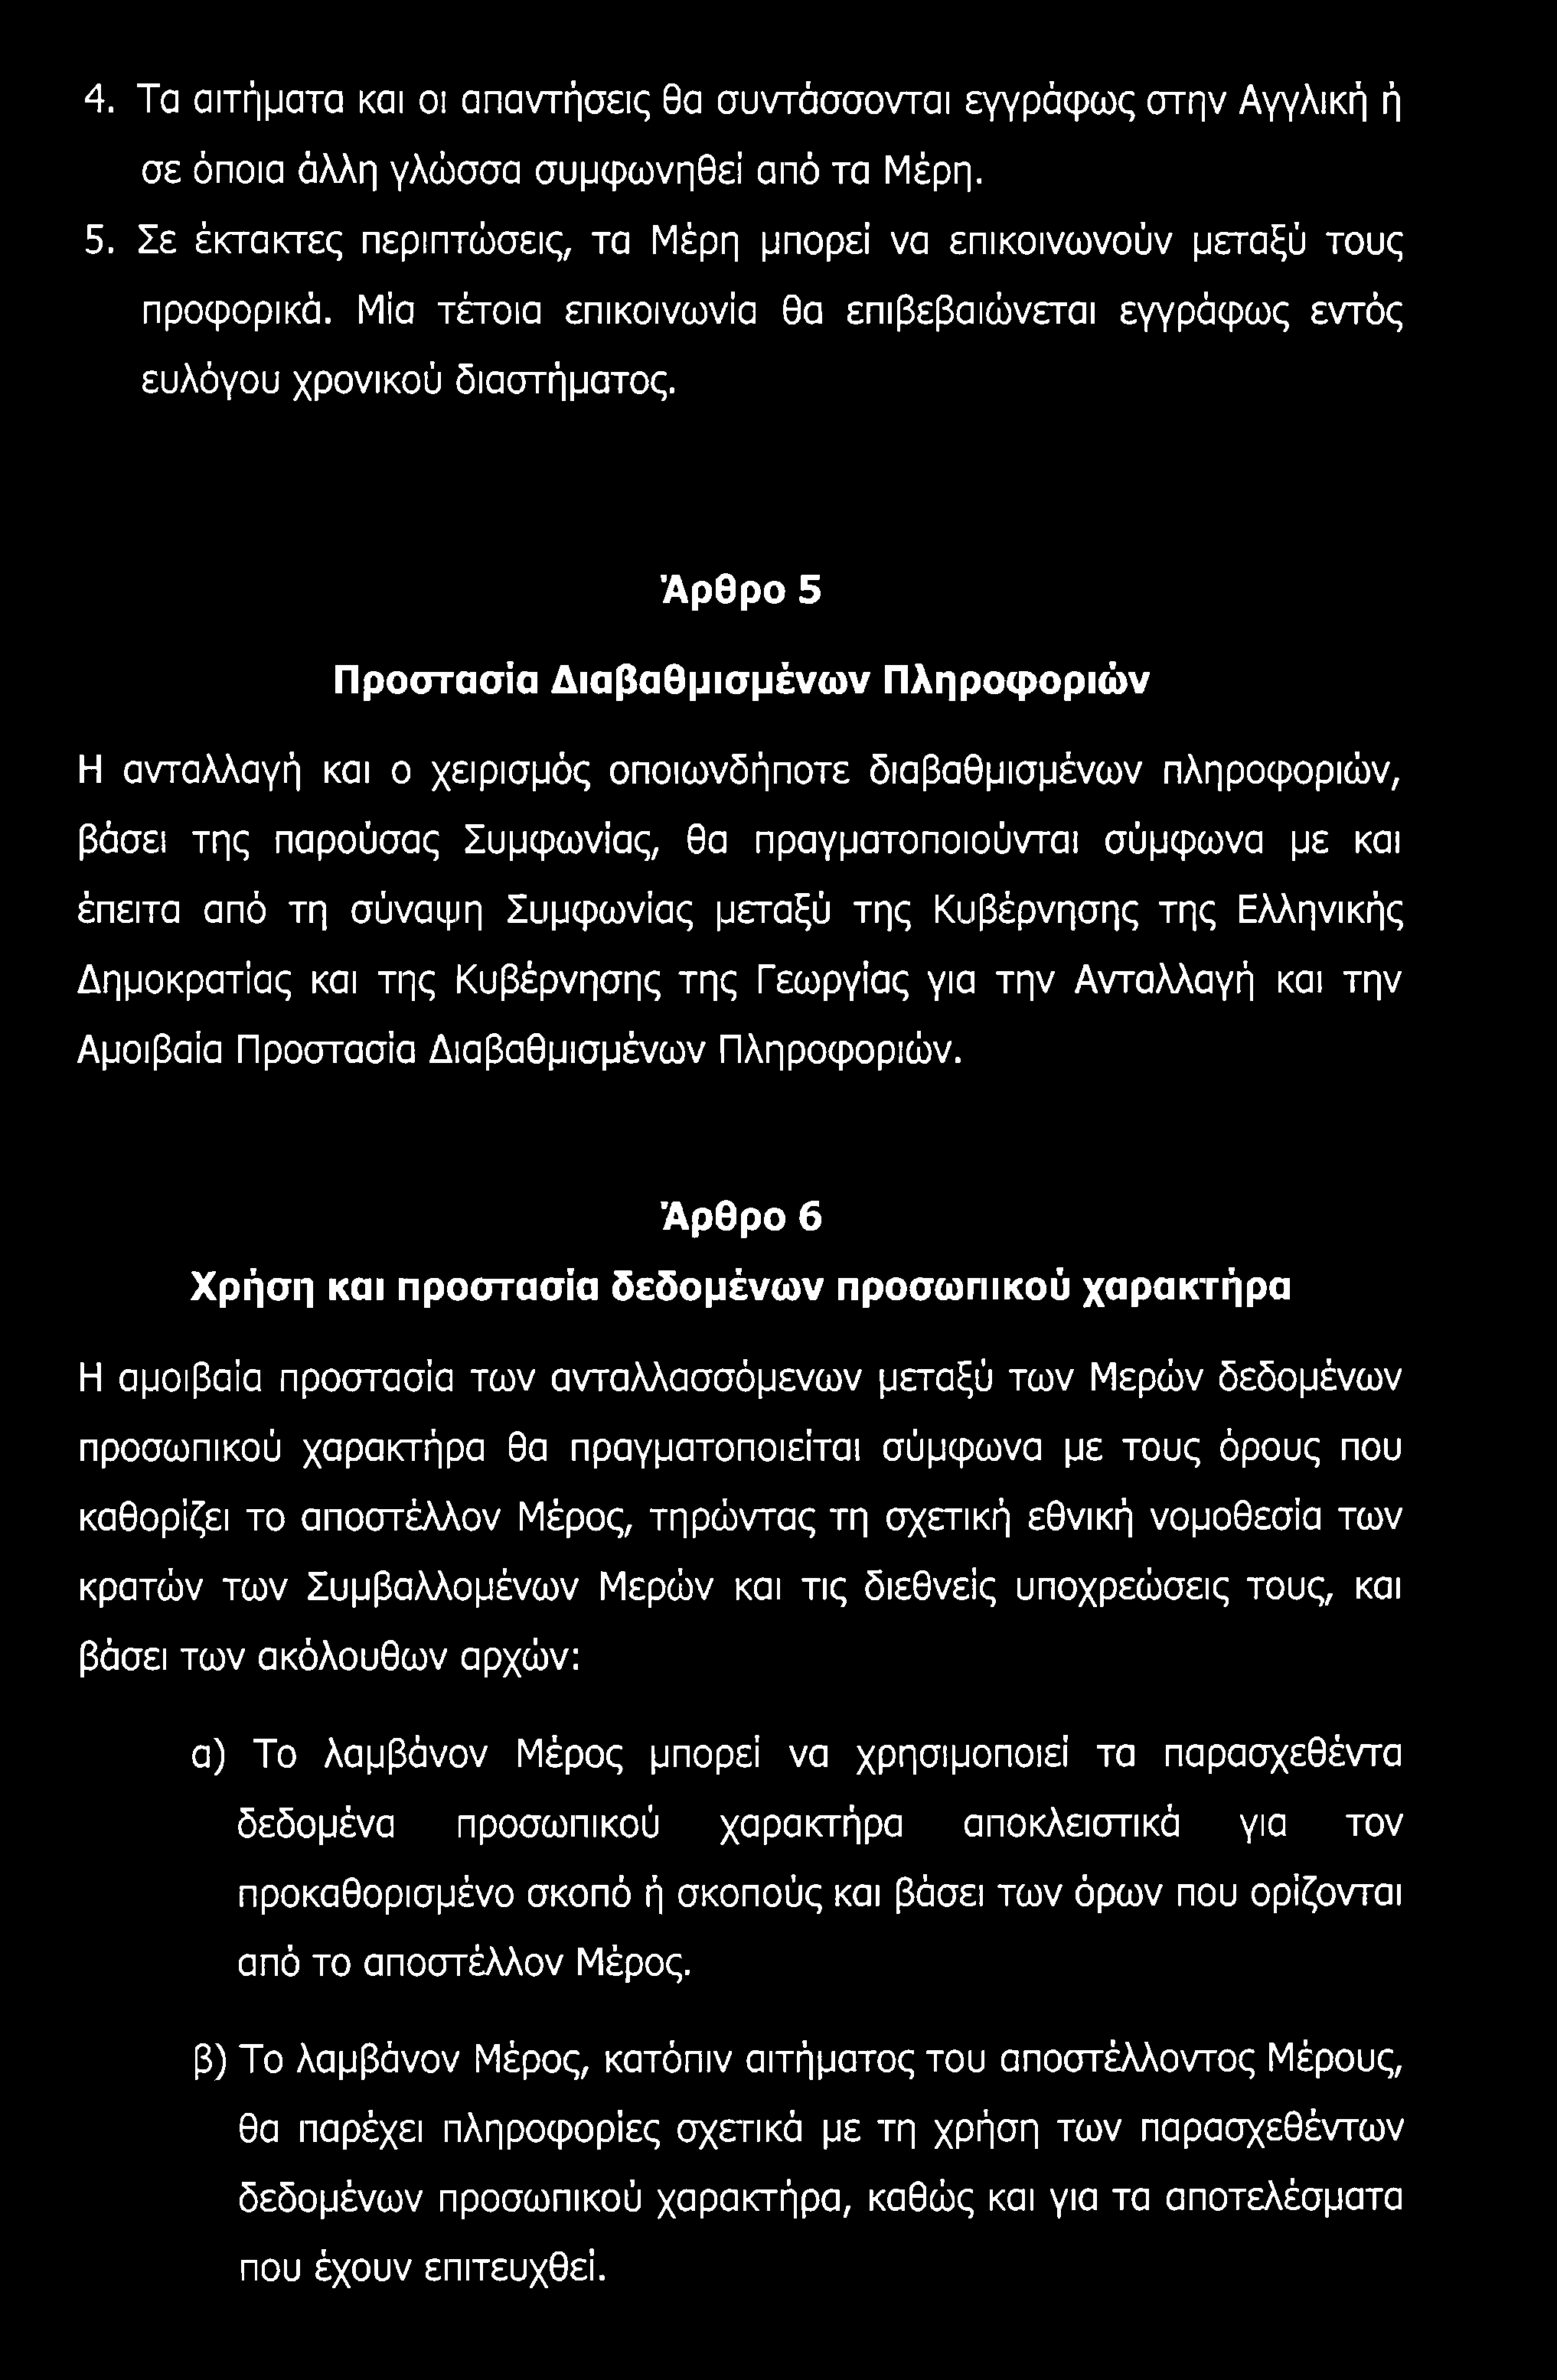 4. Τα αιτήματα και οι απαντήσεις θα συντάσσονται εγγράφως στην Αγγλική ή
σε όποια άλλη γλώσσα συμφωνηθεί από τα Μέρη.
5. Σε έκτακτες περιπτώσεις, τα Μέρη μπορεί να επικοινωνούν μεταξύ τους
προφορικά. Μία τέτοια επικοινωνία θα επιβεβαιώνεται εγγράφως εντός
ευλόγου χρονικού διαστήματος.
Άρθρο 5
Προστασία Διαβαθμισμένων Πληροφοριών
Η ανταλλαγή και ο χειρισμός οποιωνδήποτε διαβαθμισμένων πληροφοριών,
βάσει της παρούσας Συμφωνίας, θα πραγματοποιούνται σύμφωνα με και
έπειτα από τη σύναψη Συμφωνίας μεταξύ της Κυβέρνησης της Ελληνικής
Δημοκρατίας και της Κυβέρνησης της Γεωργίας για την Ανταλλαγή και την
Αμοιβαία Προστασία Διαβαθμισμένων Πληροφοριών.
Άρθρο 6
Χρήση και προστασία δεδομένων προσωπικού χαρακτήρα
Η αμοιβαία προστασία των ανταλλασσόμενων μεταξύ των Μερών δεδομένων
προσωπικού χαρακτήρα θα πραγματοποιείται σύμφωνα με τους όρους που
καθορίζει το αποστέλλον Μέρος, τηρώντας τη σχετική εθνική νομοθεσία των
κρατών των Συμβαλλομένων Μερών και τις διεθνείς υποχρεώσεις τους, και
βάσει των ακόλουθων αρχών:
α) Το λαμβάνον Μέρος μπορεί να χρησιμοποιεί τα παρασχεθέντα
δεδομένα προσωπικού χαρακτήρα αποκλειστικά για τον
προκαθορισμένο σκοπό ή σκοπούς και βάσει των όρων που ορίζονται
από το αποστέλλον Μέρος.
β) Το λαμβάνον Μέρος, κατόπιν αιτήματος του αποστέλλοντος Μέρους,
θα παρέχει πληροφορίες σχετικά με τη χρήση των παρασχεθέντων
δεδομένων προσωπικού χαρακτήρα, καθώς και για τα αποτελέσματα
που έχουν επιτευχθεί.